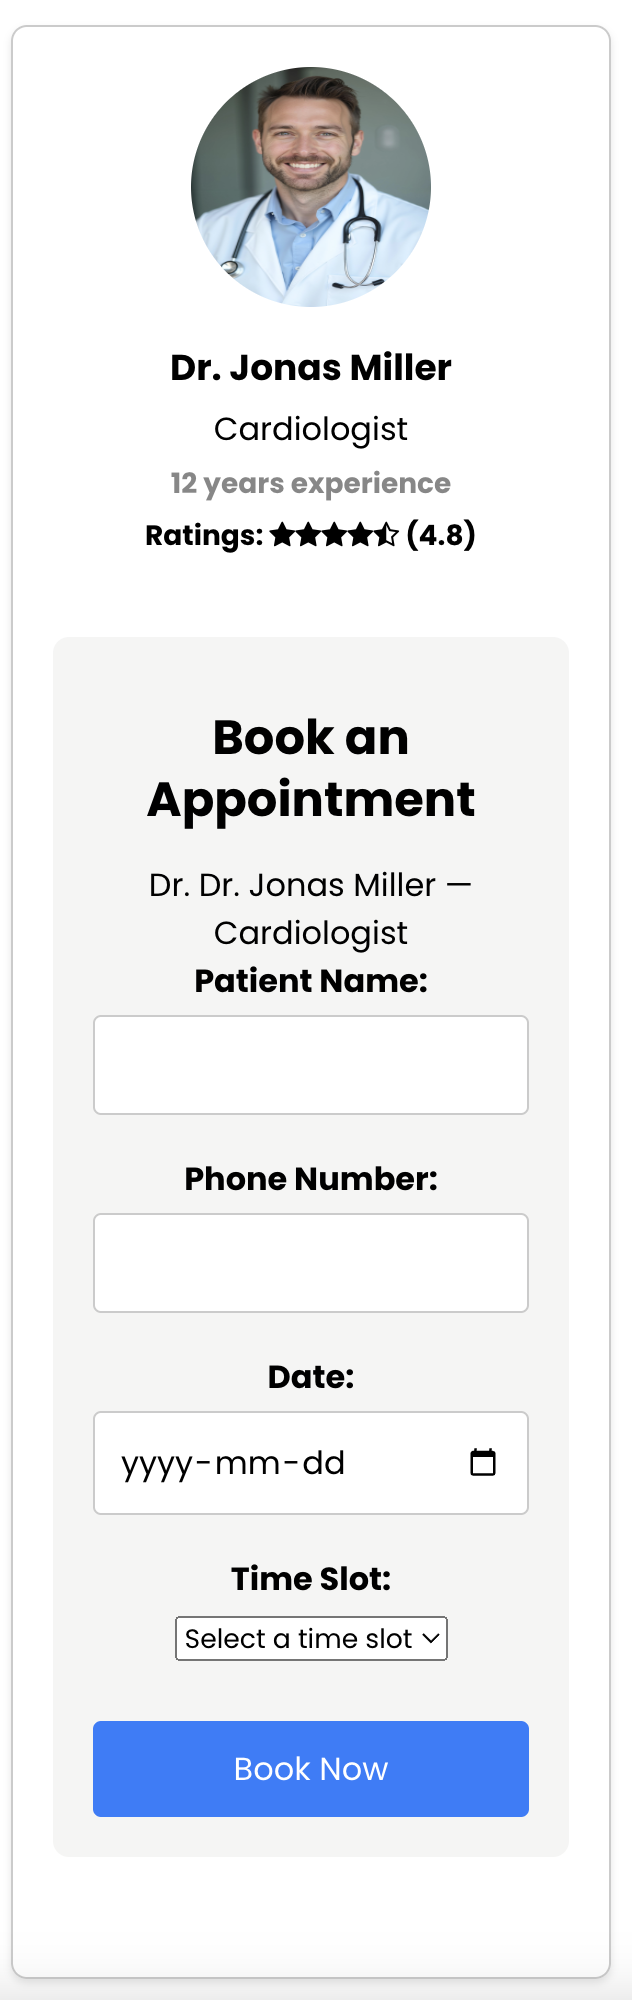 Dr. Jonas Miller
Cardiologist
12 years experience
Ratings: ★★★★⯪ (4.8)
Book an
Appointment
Dr. Dr. Jonas Miller —
Cardiologist
Patient Name:
Phone Number:
Date:
yyyy-mm-dd
Time Slot:
Select a time slot
Book Now